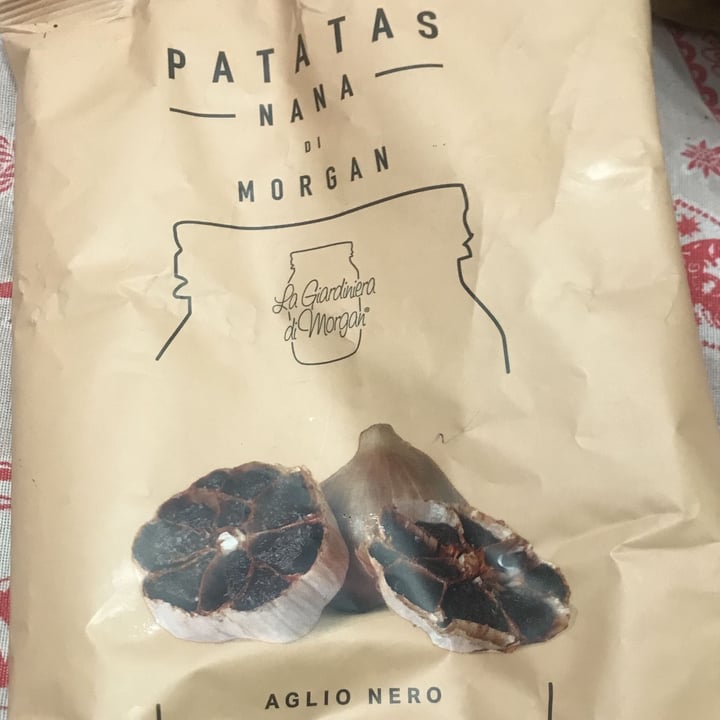 PATATAS
NANA
DI
MORGAN
La Giardiniera
di Morgan®
AGLIO NERO